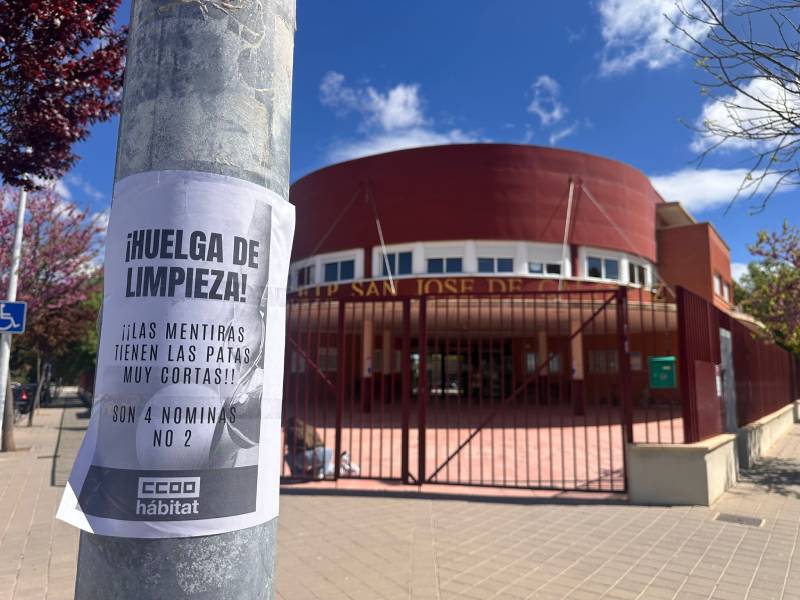 ¡HUELGA DE
LIMPIEZA!
¡¡LAS MENTIRAS
TIENEN LAS PATAS
MUY CORTAS!!
SON 4 NOMINAS
NO 2
CCOO
hábitat
SAN JOSE DE